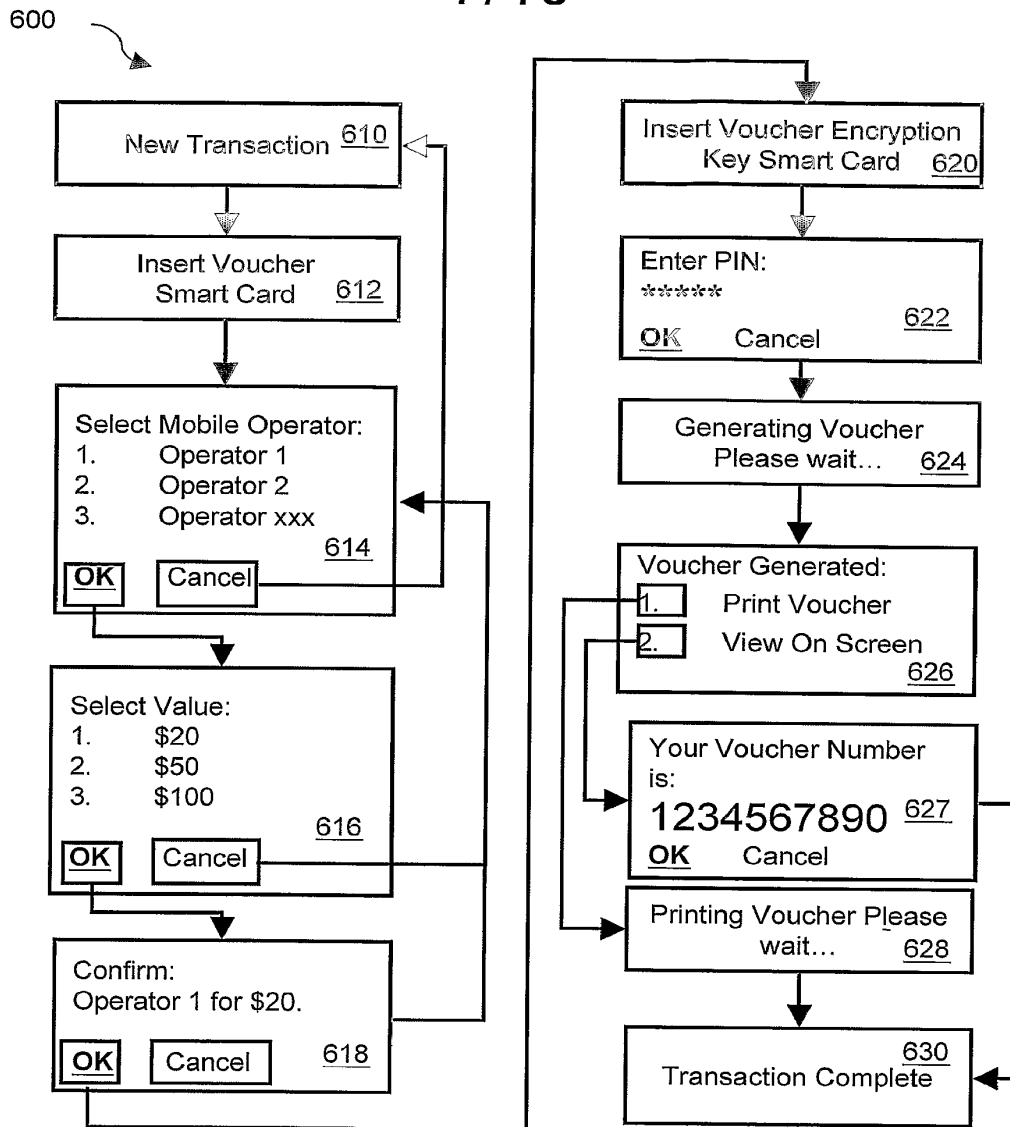 600
New Transaction 610
Insert Voucher
Smart Card 612
Select Mobile Operator:
1. Operator 1
2. Operator 2
3. Operator xxx
614
OK Cancel
Select Value:
1. $20
2. $50
3. $100
616
OK Cancel
Confirm:
Operator 1 for $20.
OK Cancel 618
Insert Voucher Encryption
Key Smart Card 620
Enter PIN:
*****
622
OK Cancel
Generating Voucher
Please wait... 624
Voucher Generated:
1. Print Voucher
2. View On Screen
626
Your Voucher Number
is:
1234567890 627
OK Cancel
Printing Voucher Please
wait... 628
630
Transaction Complete